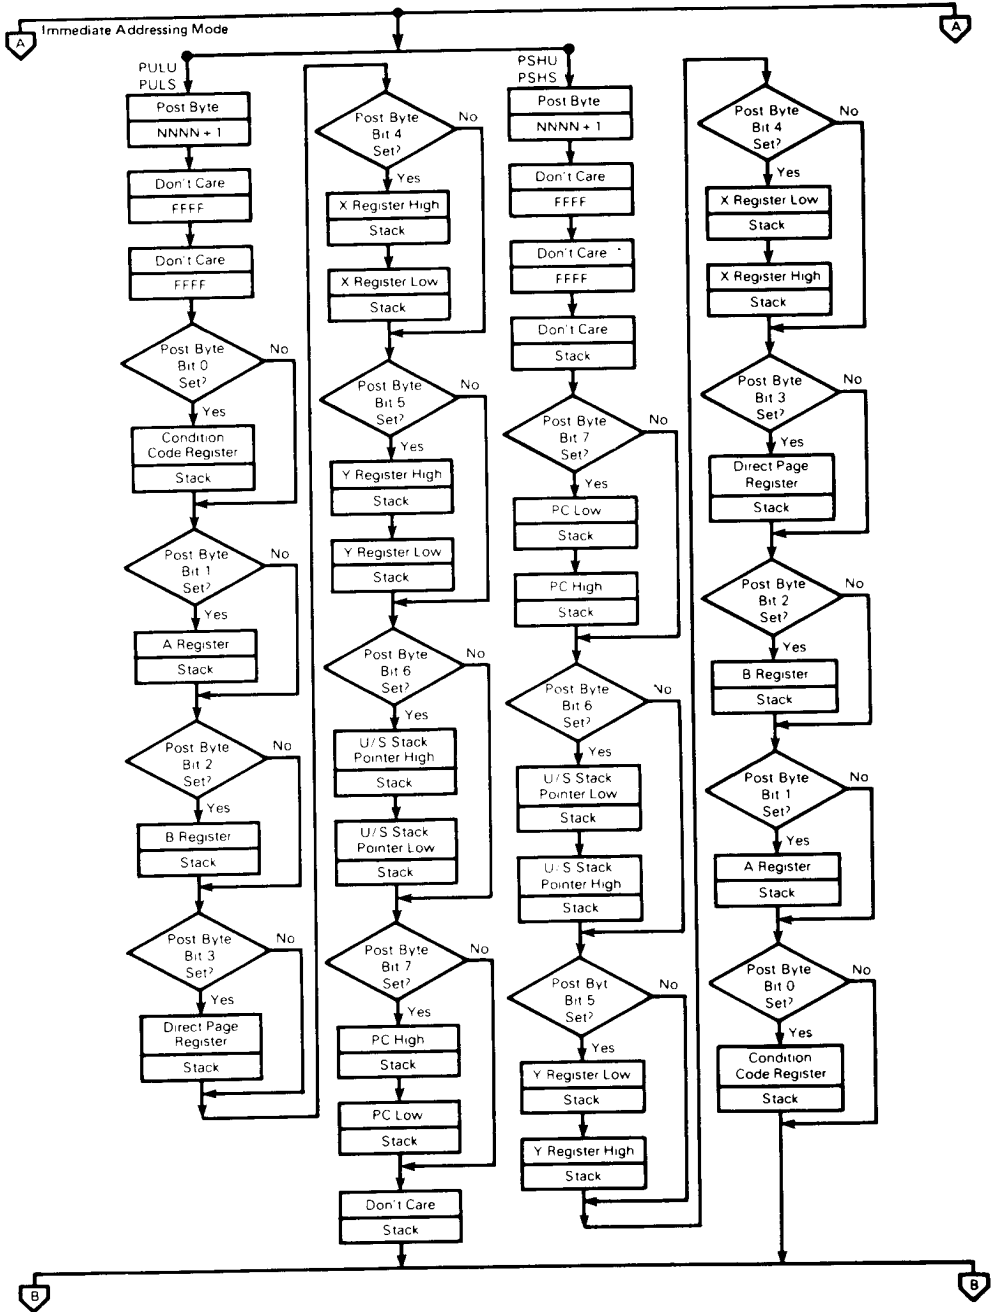 A
Immediate Addressing Mode
A
PULU
PULS
Post Byte
NNNN + 1
Don't Care
FFFF
Don't Care
FFFF
Post Byte
Bit 0
Set?
No
Yes
Condition
Code Register
Stack
Post Byte
Bit 1
Set?
No
Yes
A Register
Stack
Post Byte
Bit 2
Set?
No
Yes
B Register
Stack
Post Byte
Bit 3
Set?
No
Yes
Direct Page
Register
Stack
Post Byte
Bit 4
Set?
No
Yes
X Register High
Stack
X Register Low
Stack
Post Byte
Bit 5
Set?
No
Yes
Y Register High
Stack
Y Register Low
Stack
Post Byte
Bit 6
Set?
No
Yes
U/S Stack
Pointer High
Stack
U/S Stack
Pointer Low
Stack
Post Byte
Bit 7
Set?
No
Yes
PC High
Stack
PC Low
Stack
Don't Care
Stack
PSHU
PSHS
Post Byte
NNNN + 1
Don't Care
FFFF
Don't Care
FFFF
Don't Care
Stack
Post Byte
Bit 7
Set?
No
Yes
PC Low
Stack
PC High
Stack
Post Byte
Bit 6
Set?
No
Yes
U/S Stack
Pointer Low
Stack
U/S Stack
Pointer High
Stack
Post Byt
Bit 5
Set?
No
Yes
Y Register Low
Stack
Y Register High
Stack
Post Byte
Bit 4
Set?
No
Yes
X Register Low
Stack
X Register High
Stack
Post Byte
Bit 3
Set?
No
Yes
Direct Page
Register
Stack
Post Byte
Bit 2
Set?
No
Yes
B Register
Stack
Post Byte
Bit 1
Set?
No
Yes
A Register
Stack
Post Byte
Bit 0
Set?
No
Yes
Condition
Code Register
Stack
B
B